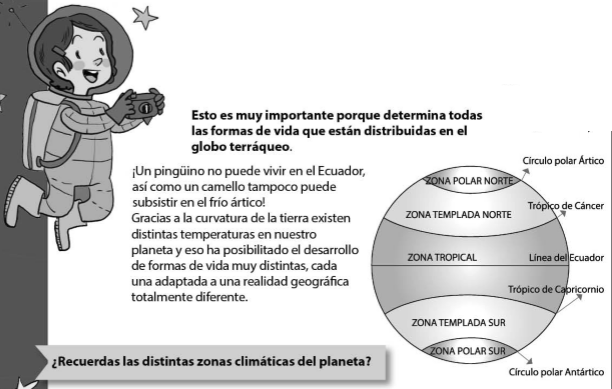 Esto es muy importante porque determina todas
las formas de vida que están distribuidas en el
globo terráqueo.
¡Un pingüino no puede vivir en el Ecuador,
así como un camello tampoco puede
subsistir en el frío ártico!
Gracias a la curvatura de la tierra existen
distintas temperaturas en nuestro
planeta y eso ha posibilitado el desarrollo
de formas de vida muy distintas, cada
una adaptada a una realidad geográfica
totalmente diferente.
Círculo polar Ártico
ZONA POLAR NORTE
Trópico de Cáncer
ZONA TEMPLADA NORTE
ZONA TROPICAL
Línea del Ecuador
Trópico de Capricornio
ZONA TEMPLADA SUR
ZONA POLAR SUR
Círculo polar Antártico
¿Recuerdas las distintas zonas climáticas del planeta?